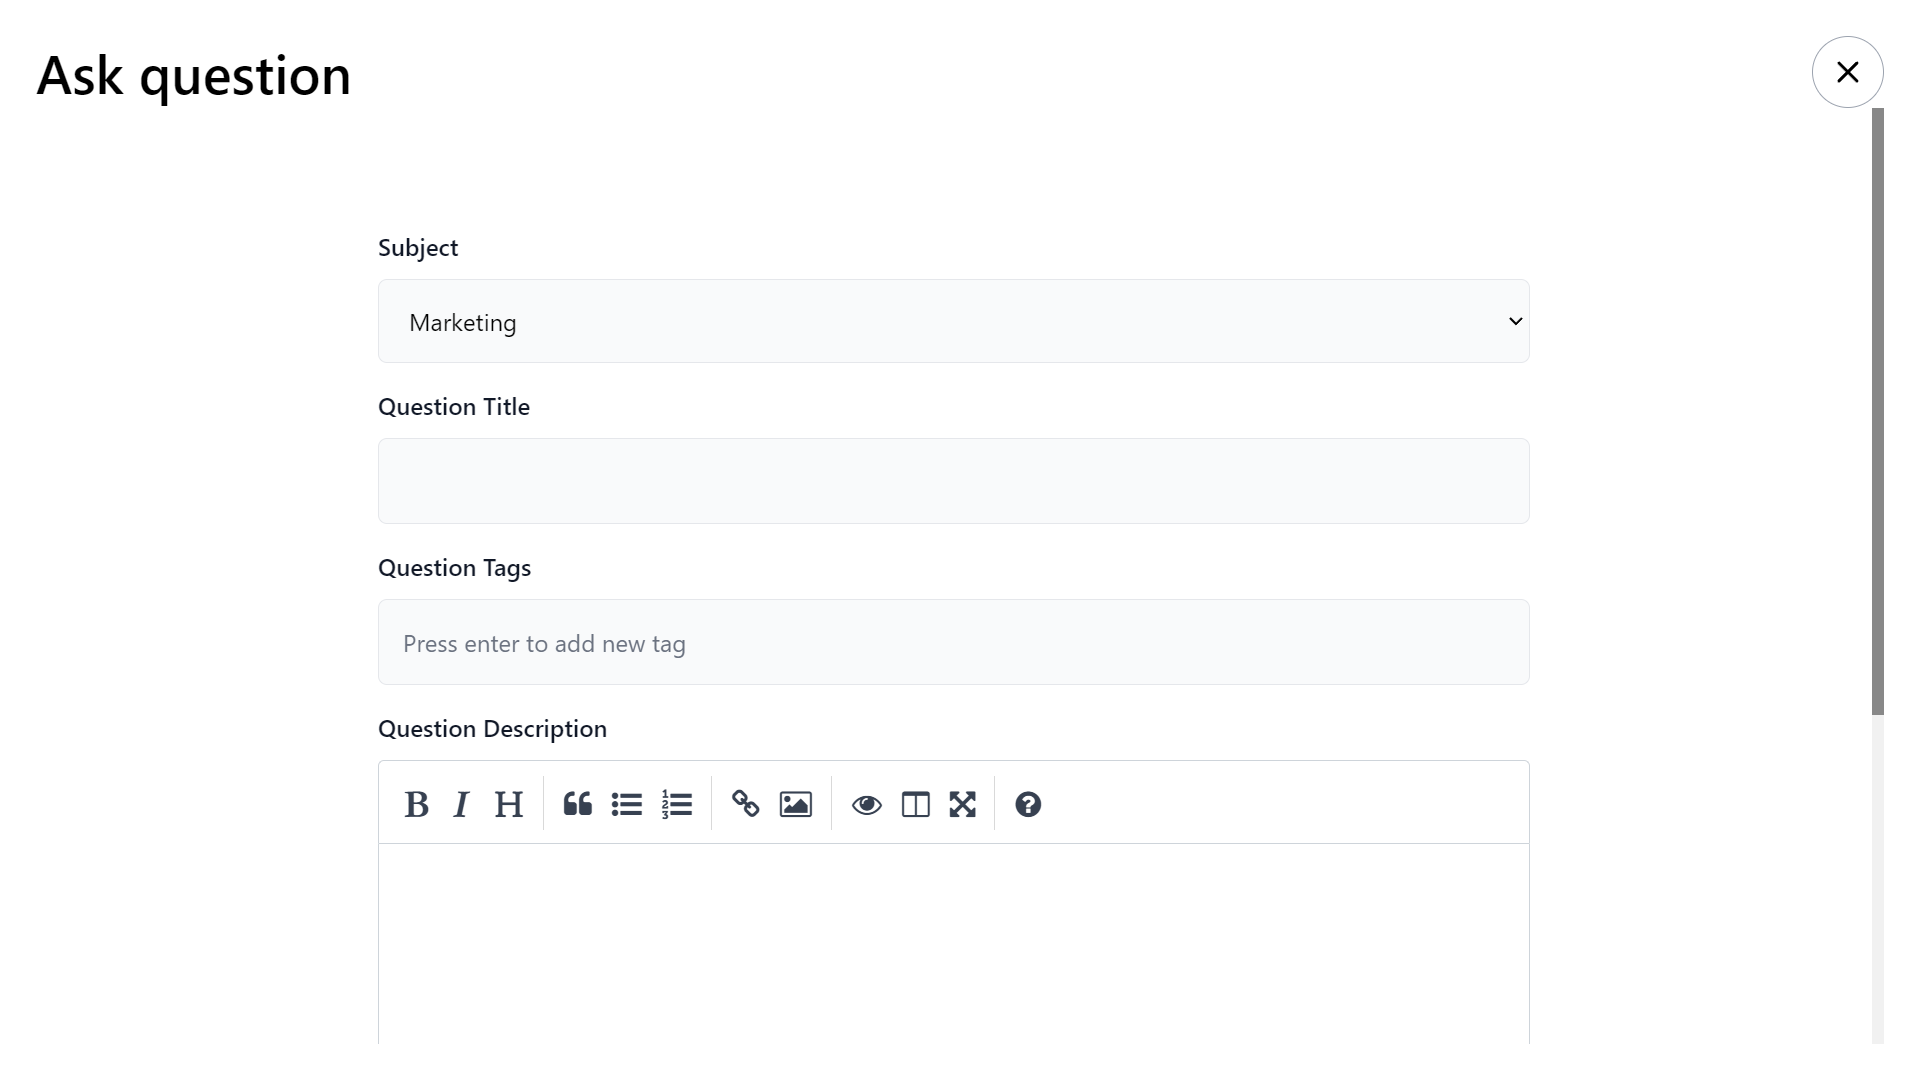 Ask question
Subject
Marketing
Question Title
Question Tags
Press enter to add new tag
Question Description
B I H